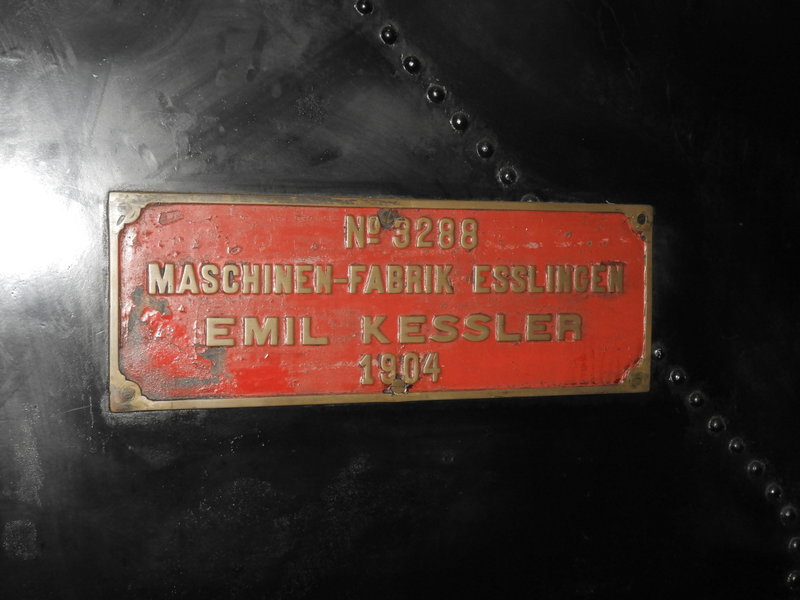 Nº 3288
MASCHINEN-FABRIK ESSLINGEN
EMIL KESSLER
1904